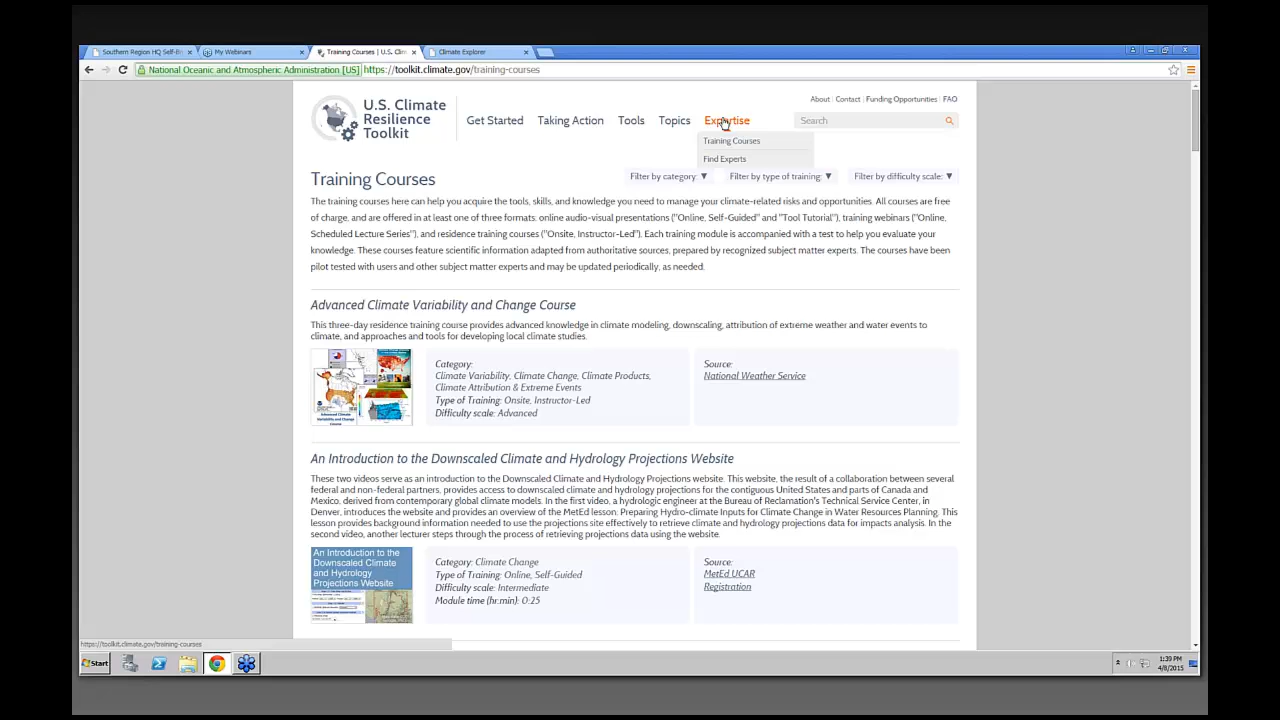 Southern Region HQ Self-Br
My Webinars
Training Courses | U.S. Clim
Climate Explorer
National Oceanic and Atmospheric Administration [US]
https://toolkit.climate.gov/training-courses
About | Contact | Funding Opportunities | FAQ
U.S. Climate
Resilience
Toolkit
Get Started
Taking Action
Tools
Topics
Expertise
Search
Training Courses
Find Experts
Training Courses
Filter by category: ▼
Filter by type of training: ▼
Filter by difficulty scale: ▼
The training courses here can help you acquire the tools, skills, and knowledge you need to manage your climate-related risks and opportunities. All courses are free
of charge, and are offered in at least one of three formats: online audio-visual presentations ("Online, Self-Guided" and "Tool Tutorial"), training webinars ("Online,
Scheduled Lecture Series"), and residence training courses ("Onsite, Instructor-Led"). Each training module is accompanied with a test to help you evaluate your
knowledge. These courses feature scientific information adapted from authoritative sources, prepared by recognized subject matter experts. The courses have been
pilot tested with users and other subject matter experts and may be updated periodically, as needed.
Advanced Climate Variability and Change Course
This three-day residence training course provides advanced knowledge in climate modeling, downscaling, attribution of extreme weather and water events to
climate, and approaches and tools for developing local climate studies.
Advanced Climate
Variability and Change
Course
Category:
Climate Variability, Climate Change, Climate Products,
Climate Attribution & Extreme Events
Type of Training: Onsite, Instructor-Led
Difficulty scale: Advanced
Source:
National Weather Service
An Introduction to the Downscaled Climate and Hydrology Projections Website
These two videos serve as an introduction to the Downscaled Climate and Hydrology Projections website. This website, the result of a collaboration between several
federal and non-federal partners, provides access to downscaled climate and hydrology projections for the contiguous United States and parts of Canada and
Mexico, derived from contemporary global climate models. In the first video, a hydrologic engineer at the Bureau of Reclamation's Technical Service Center, in
Denver, introduces the website and provides an overview of the MetEd lesson: Preparing Hydro-climate Inputs for Climate Change in Water Resources Planning. This
lesson provides background information needed to use the projections site effectively to retrieve climate and hydrology projections data for impacts analysis. In the
second video, another lecturer steps through the process of retrieving projections data using the website.
An Introduction to the
Downscaled Climate
and Hydrology
Projections Website
Category: Climate Change
Type of Training: Online, Self-Guided
Difficulty scale: Intermediate
Module time (hr:min): 0:25
Source:
MetEd UCAR
Registration
https://toolkit.climate.gov/training-courses
Start
1:39 PM
4/8/2015